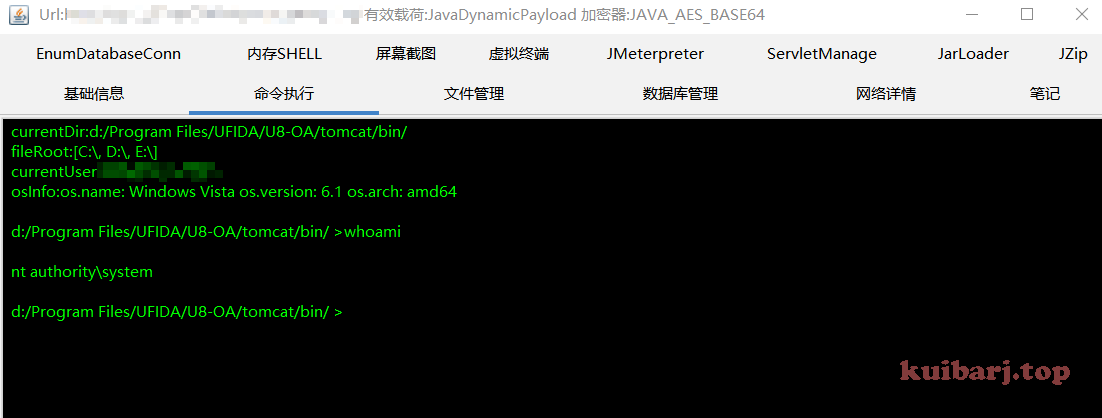 Url:有效载荷:JavaDynamicPayload 加密器:JAVA_AES_BASE64
EnumDatabaseConn 内存SHELL 屏幕截图 虚拟终端 JMeterpreter ServletManage JarLoader JZip
基础信息 命令执行 文件管理 数据库管理 网络详情 笔记
currentDir:d:/Program Files/UFIDA/U8-OA/tomcat/bin/
fileRoot:[C:\, D:\, E:\]
currentUser
osInfo:os.name: Windows Vista os.version: 6.1 os.arch: amd64
d:/Program Files/UFIDA/U8-OA/tomcat/bin/ >whoami
nt authority\system
d:/Program Files/UFIDA/U8-OA/tomcat/bin/ >
kuibarj.top